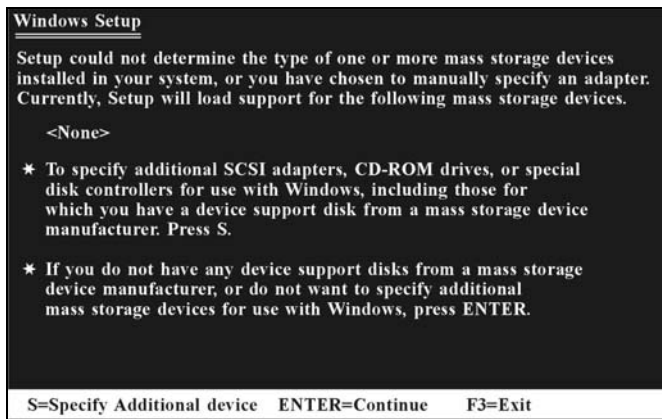 Windows Setup
Setup could not determine the type of one or more mass storage devices
installed in your system, or you have chosen to manually specify an adapter.
Currently, Setup will load support for the following mass storage devices.
<None>
* To specify additional SCSI adapters, CD-ROM drives, or special
disk controllers for use with Windows, including those for
which you have a device support disk from a mass storage device
manufacturer. Press S.
* If you do not have any device support disks from a mass storage
device manufacturer, or do not want to specify additional
mass storage devices for use with Windows, press ENTER.
S=Specify Additional device ENTER=Continue F3=Exit